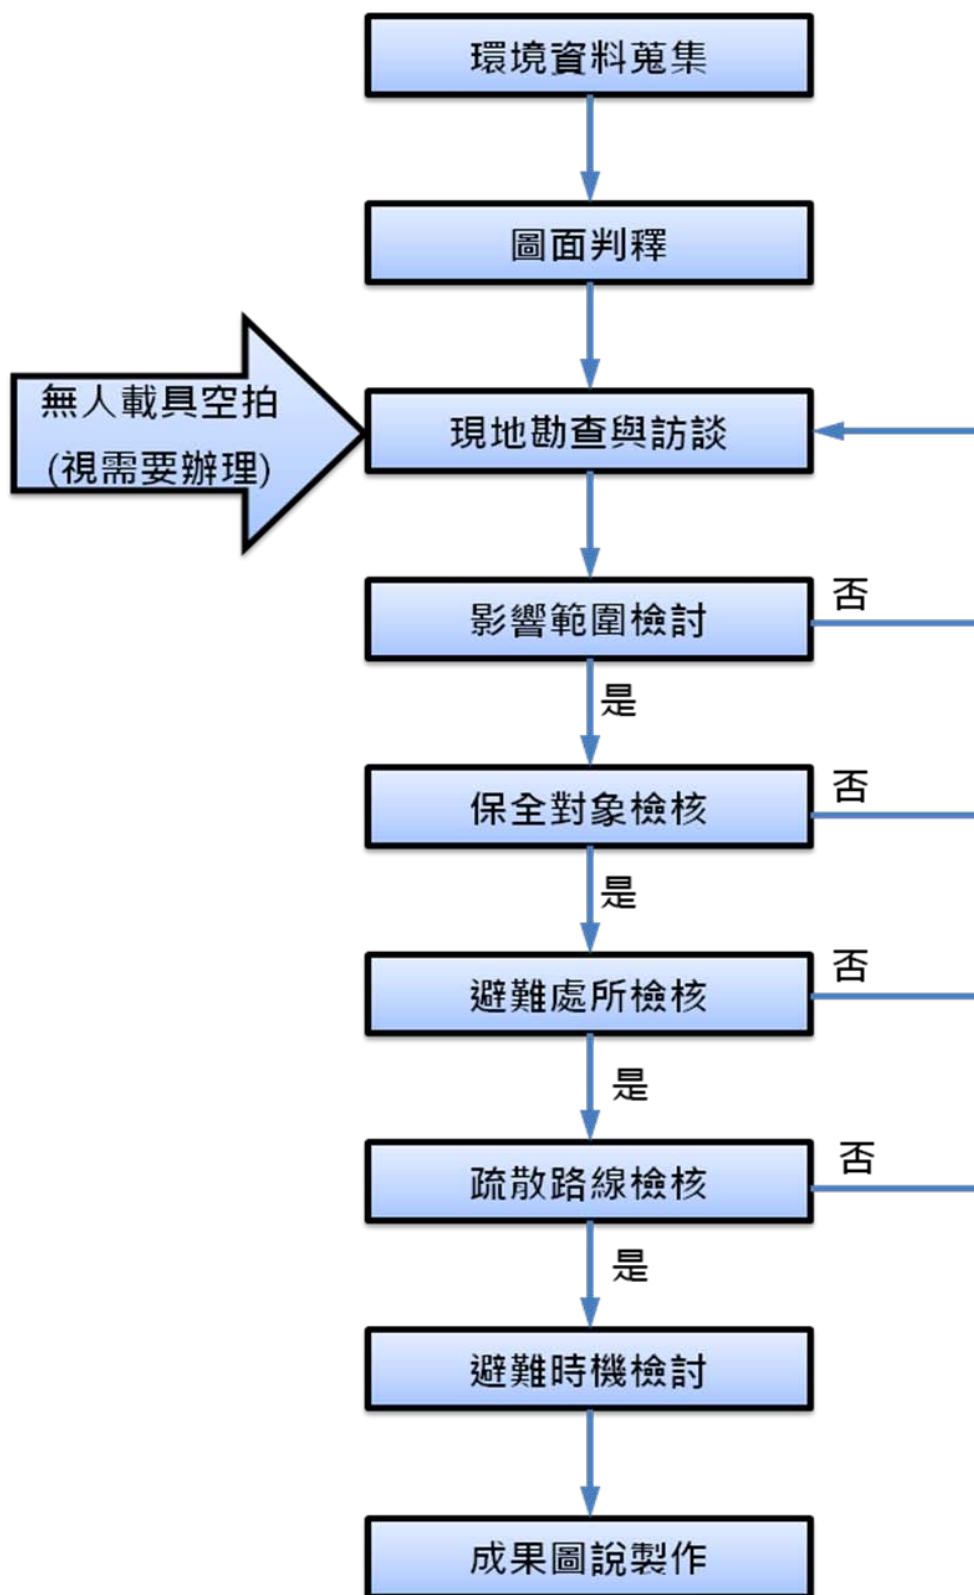 環境資料蒐集
圖面判釋
無人載具空拍
(視需要辦理)
現地勘查與訪談
影響範圍檢討
否
是
保全對象檢核
否
是
避難處所檢核
否
是
疏散路線檢核
否
是
避難時機檢討
成果圖說製作